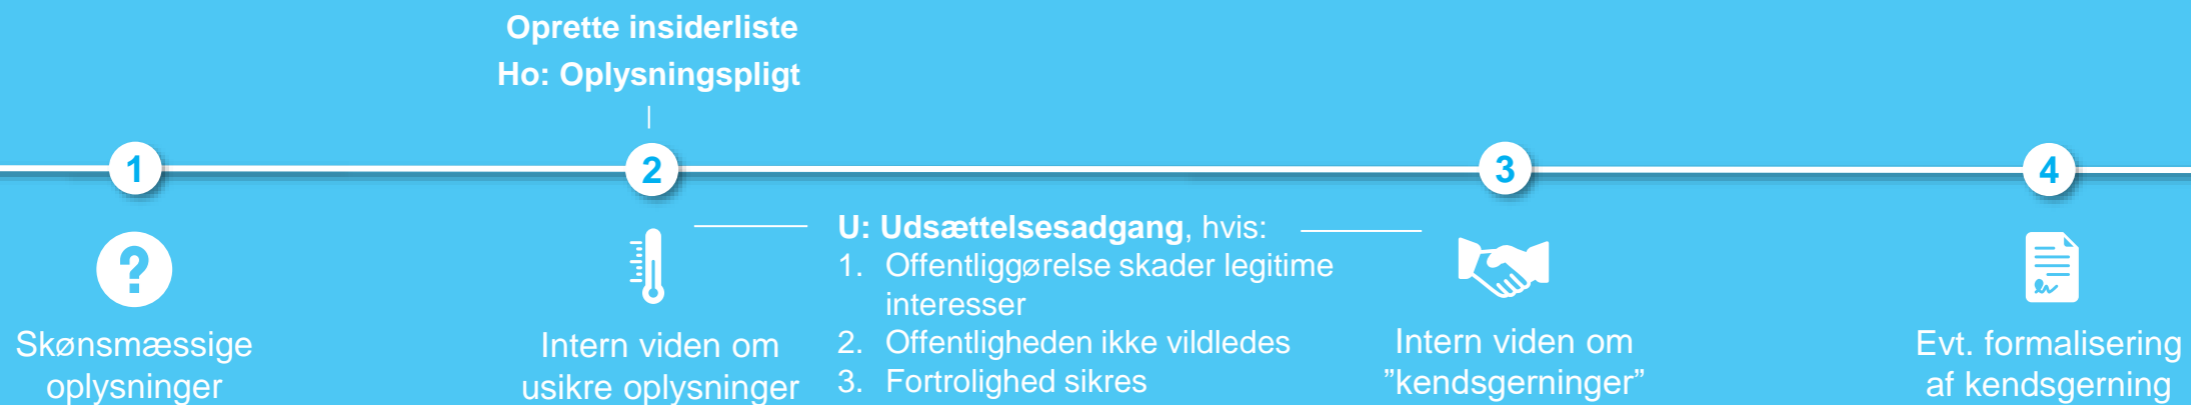 Oprette insiderliste
Ho: Oplysningspligt
1
2
3
4
?
Skønsmæssige
oplysninger
Intern viden om
usikre oplysninger
U: Udsættelsesadgang, hvis:
1. Offentliggørelse skader legitime
interesser
2. Offentligheden ikke vildledes
3. Fortrolighed sikres
Intern viden om
”kendsgerninger”
Evt. formalisering
af kendsgerning